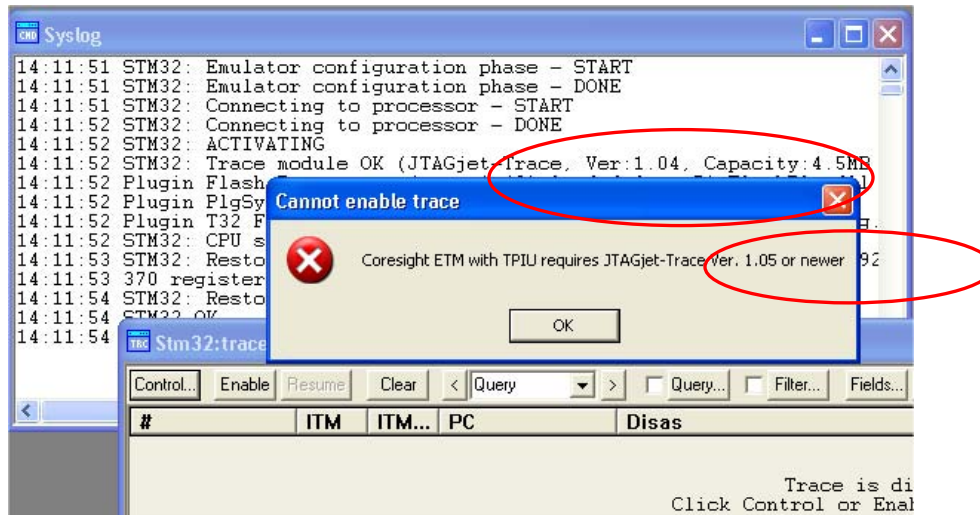 Syslog
14:11:51 STM32: Emulator configuration phase - START
14:11:51 STM32: Emulator configuration phase - DONE
14:11:51 STM32: Connecting to processor - START
14:11:52 STM32: Connecting to processor - DONE
14:11:52 STM32: ACTIVATING
14:11:52 STM32: Trace module OK (JTAGjet-Trace, Ver:1.04, Capacity:4.5MB
14:11:52 Plugin Flash
14:11:52 Plugin PlgSy
14:11:52 Plugin T32 F
14:11:52 STM32: CPU s
14:11:53 STM32: Resto 92
14:11:53 370 register
14:11:54 STM32: Resto
14:11:54 STM32 OK
14:11:54
Cannot enable trace
Coresight ETM with TPIU requires JTAGjet-Trace Ver. 1.05 or newer
OK
Stm32:trace
Control... Enable Resume Clear < Query > Query... Filter... Fields...
# ITM ITM... PC Disas
Trace is di
Click Control or Enab